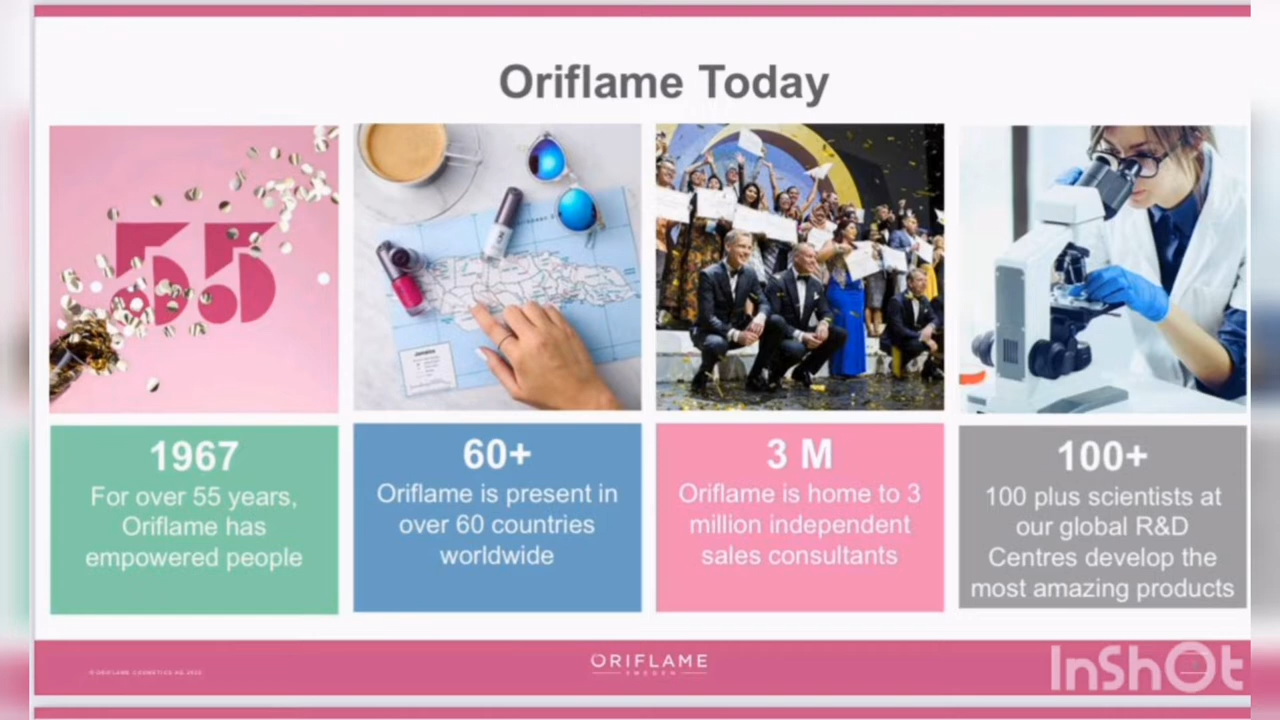 Oriflame Today
55
Jamaica
1967
For over 55 years,
Oriflame has
empowered people
60+
Oriflame is present in
over 60 countries
worldwide
3 M
Oriflame is home to 3
million independent
sales consultants
100+
100 plus scientists at
our global R&D
Centres develop the
most amazing products
ORIFLAME
SWEDEN
InShOt